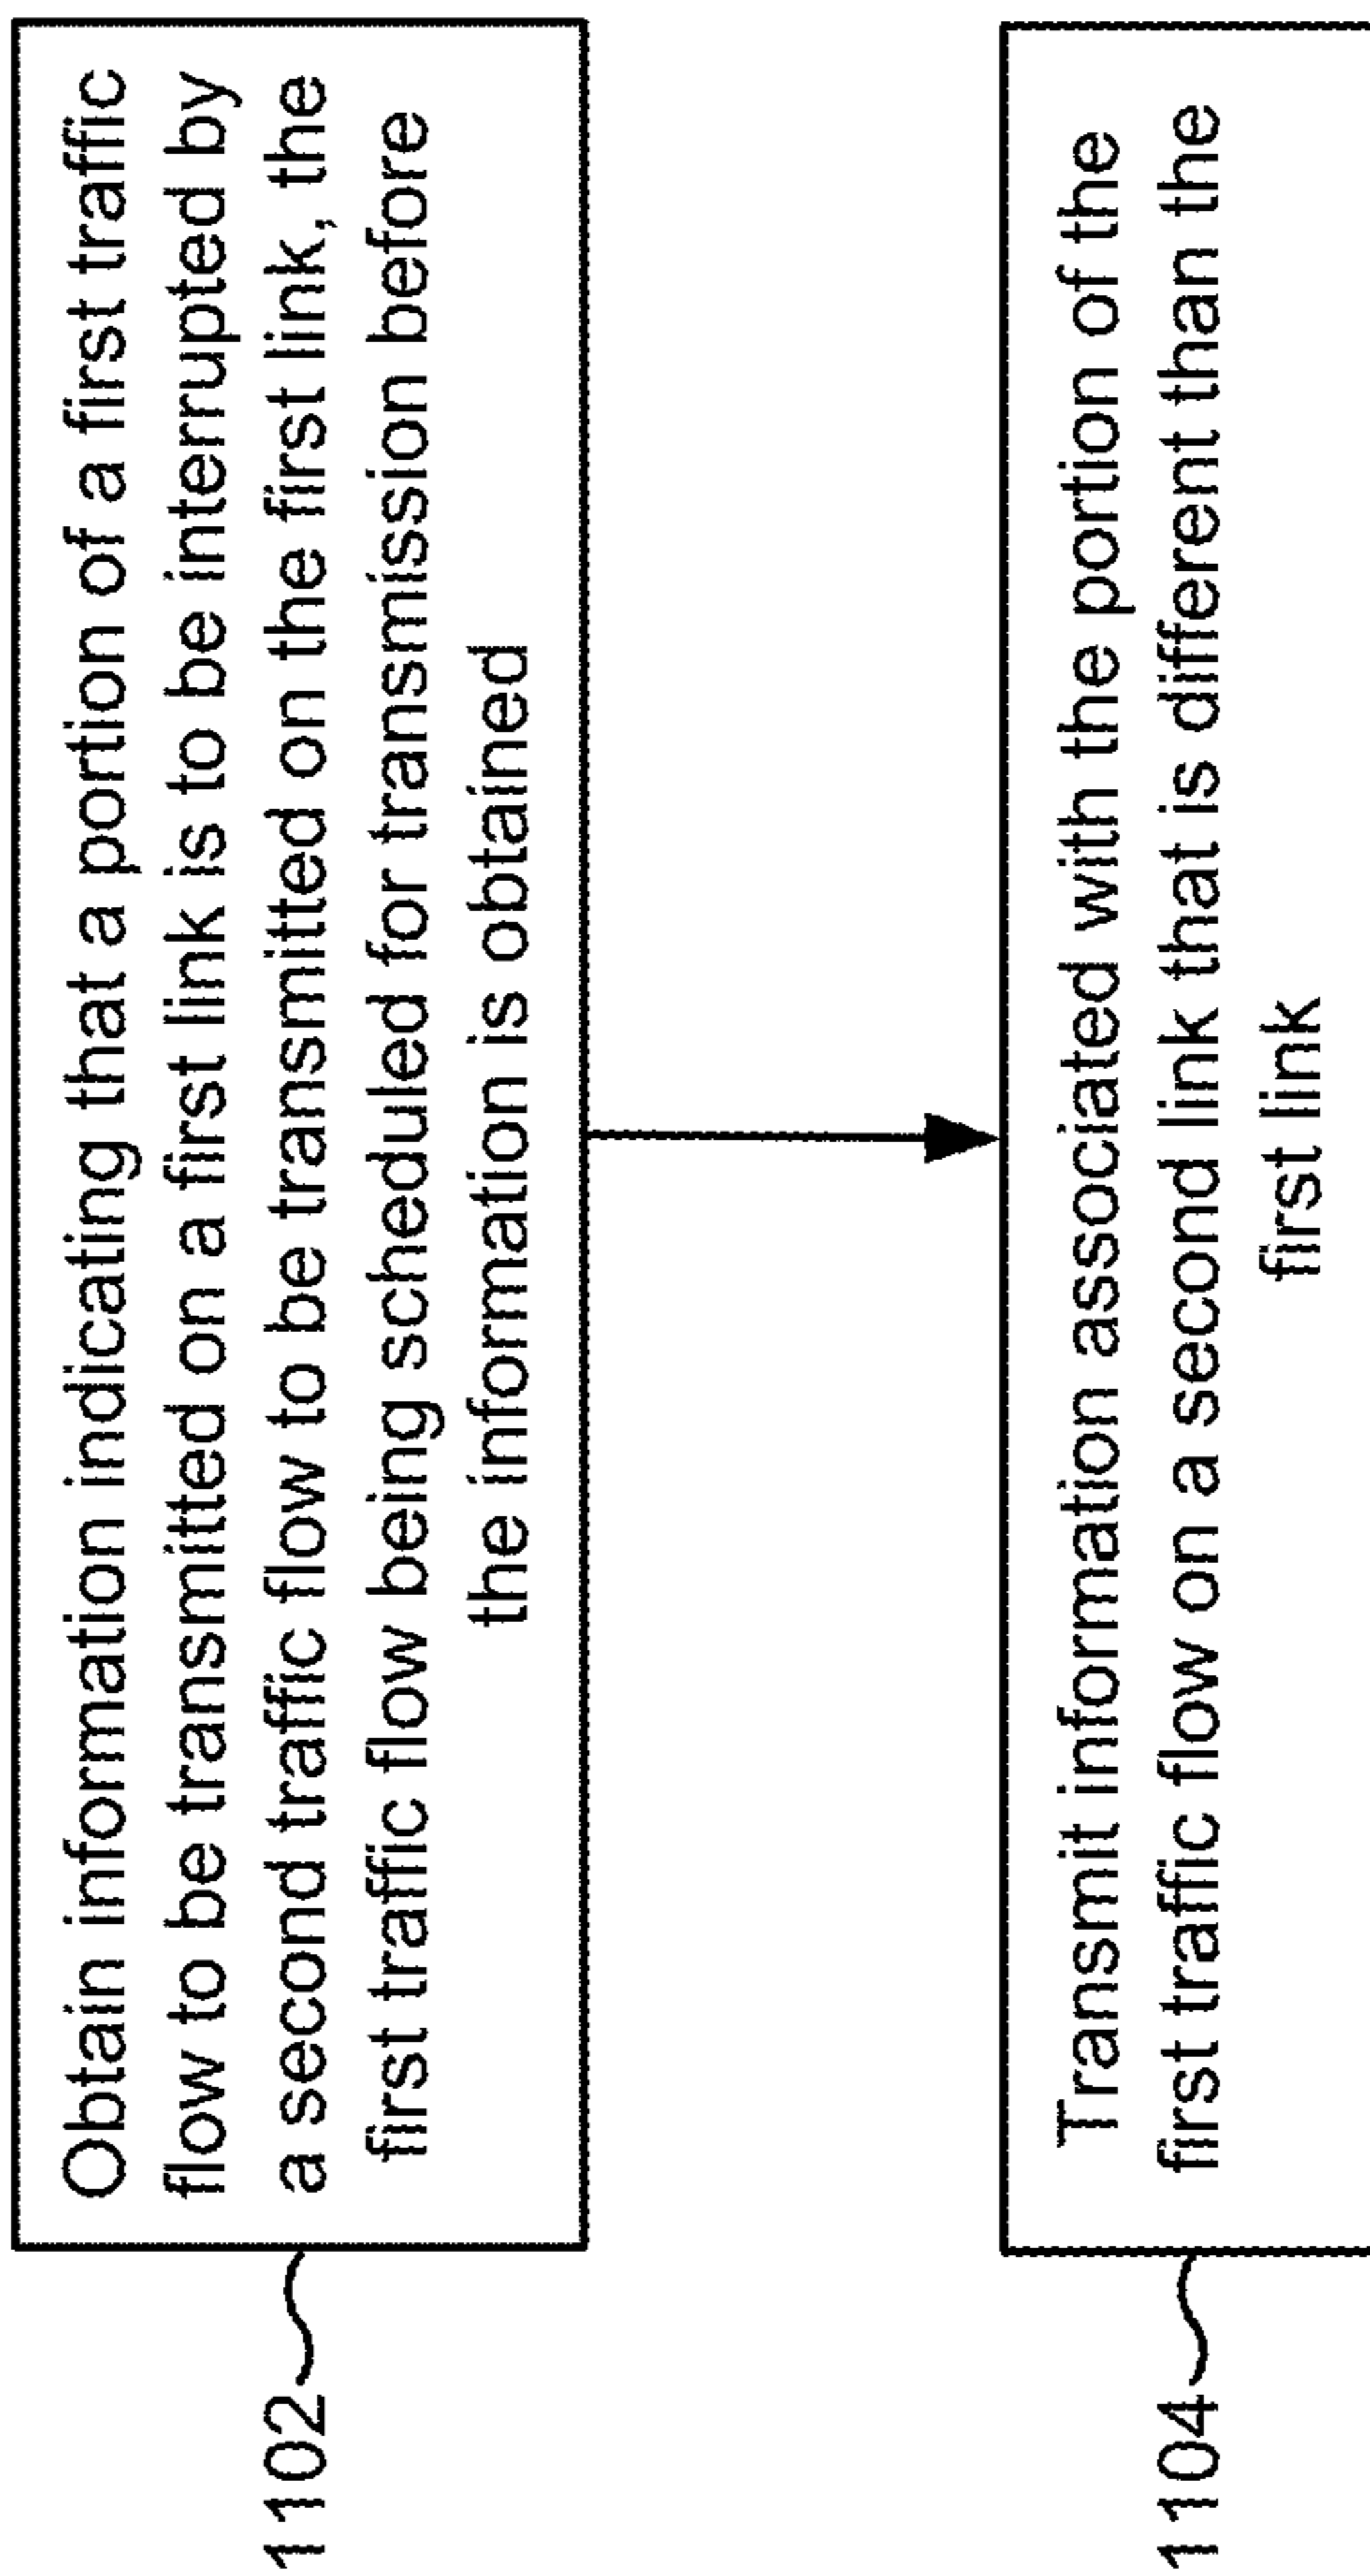 Obtain information indicating that a portion of a first traffic
flow to be transmitted on a first link is to be interrupted by
a second traffic flow to be transmitted on the first link, the
first traffic flow being scheduled for transmission before
the information is obtained
1102
Transmit information associated with the portion of the
first traffic flow on a second link that is different than the
first link
1104